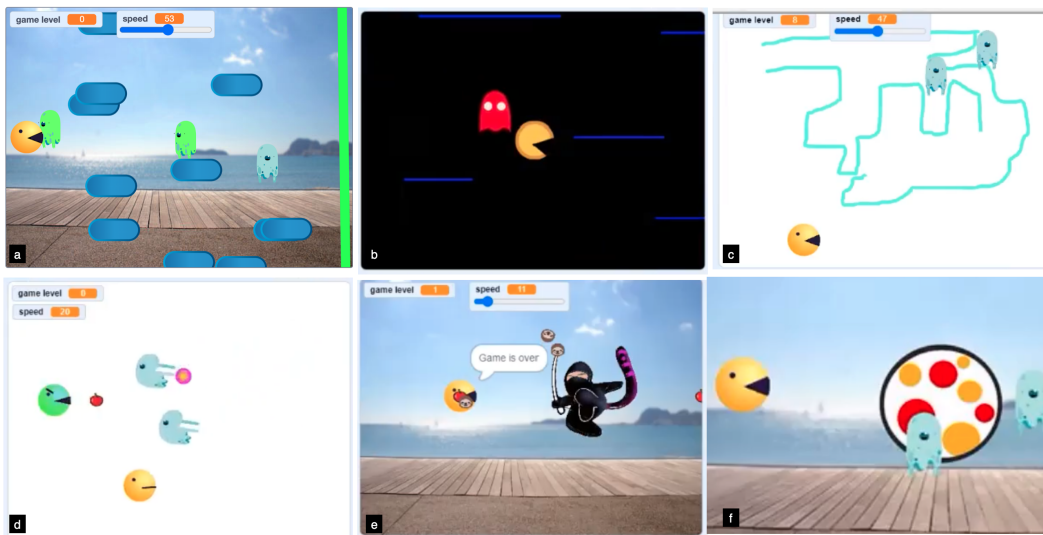 game level 0 speed 53
a
b
game level 8 speed 47
c
game level 6
speed 20
d
game level 1 speed 11
Game is over
e
f